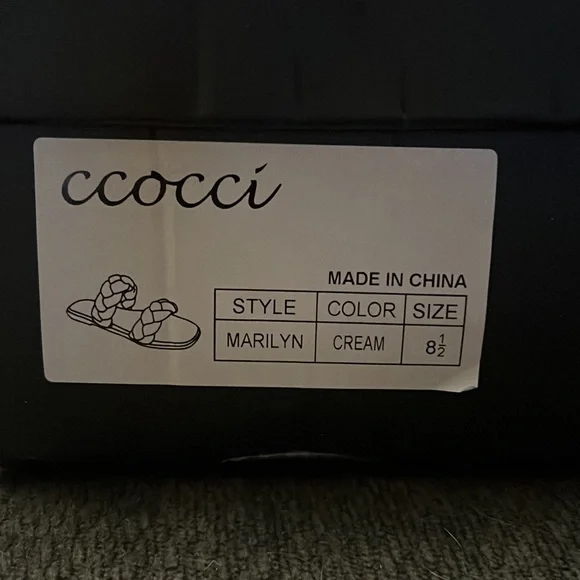 ccocci
MADE IN CHINA
STYLE COLOR SIZE
MARILYN CREAM 8½